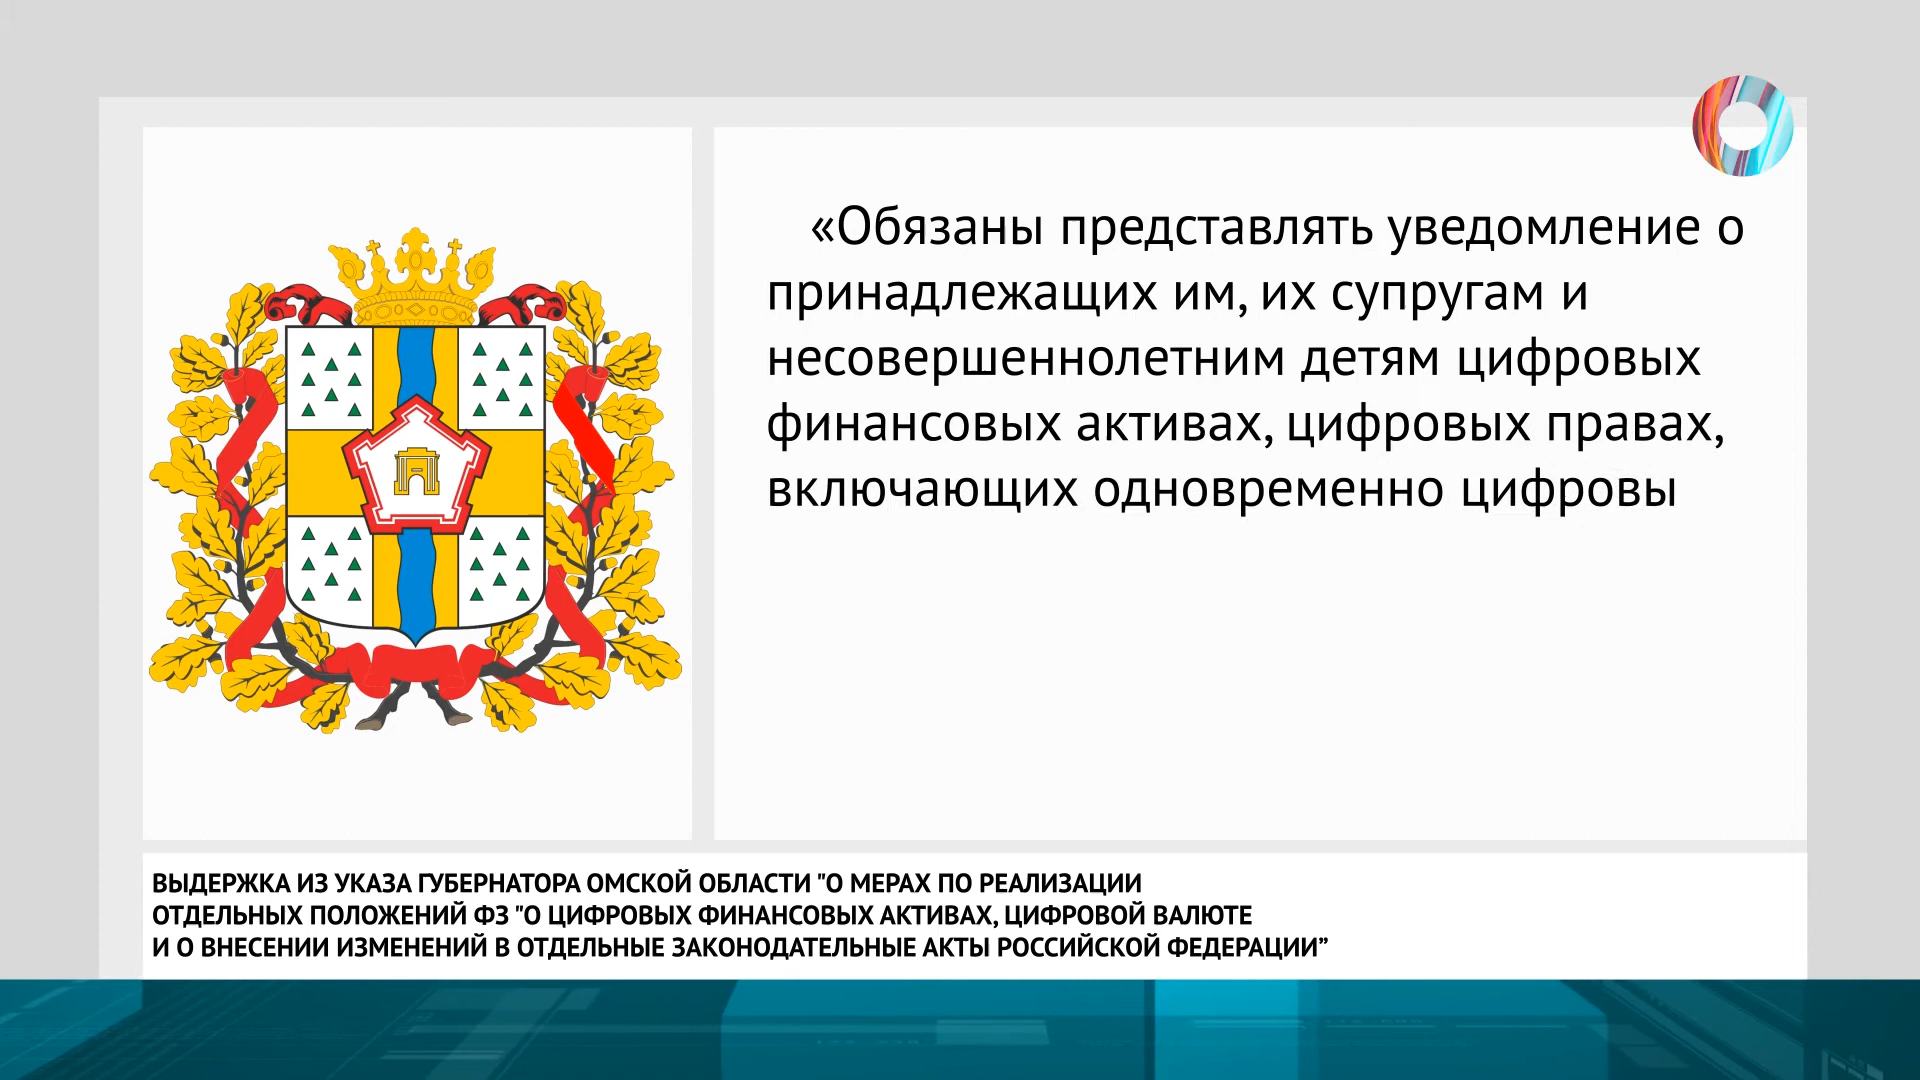 «Обязаны представлять уведомление о
принадлежащих им, их супругам и
несовершеннолетним детям цифровых
финансовых активах, цифровых правах,
включающих одновременно цифровы
ВЫДЕРЖКА ИЗ УКАЗА ГУБЕРНАТОРА ОМСКОЙ ОБЛАСТИ "О МЕРАХ ПО РЕАЛИЗАЦИИ
ОТДЕЛЬНЫХ ПОЛОЖЕНИЙ ФЗ "О ЦИФРОВЫХ ФИНАНСОВЫХ АКТИВАХ, ЦИФРОВОЙ ВАЛЮТЕ
И О ВНЕСЕНИИ ИЗМЕНЕНИЙ В ОТДЕЛЬНЫЕ ЗАКОНОДАТЕЛЬНЫЕ АКТЫ РОССИЙСКОЙ ФЕДЕРАЦИИ”